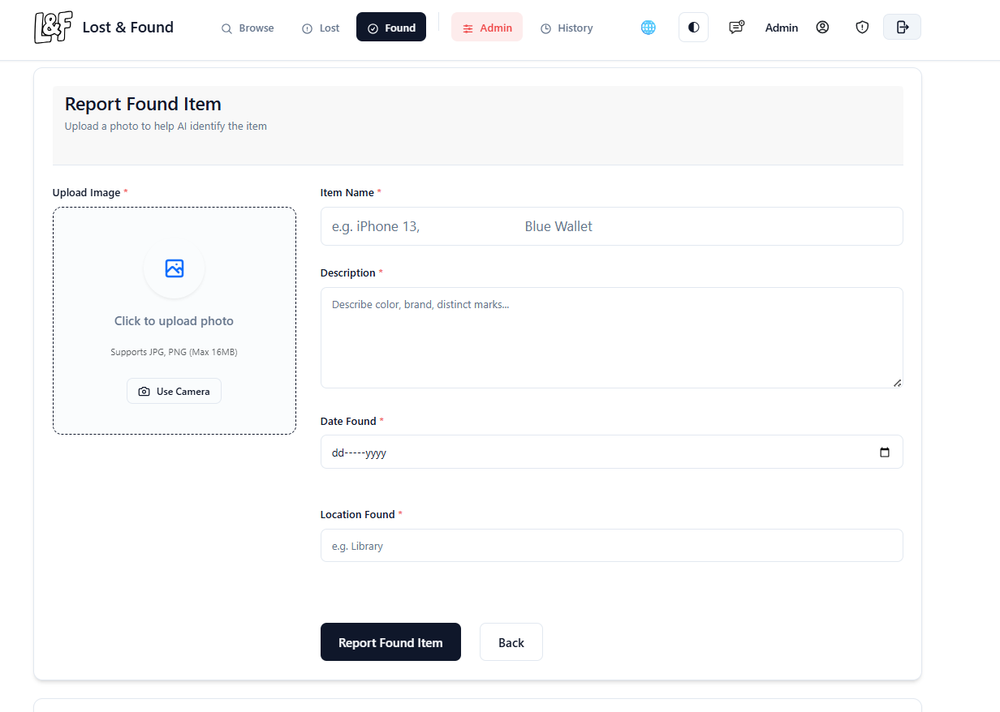 L&F Lost & Found Browse Lost Found Admin History Admin
Report Found Item
Upload a photo to help AI identify the item
Upload Image *
Click to upload photo
Supports JPG, PNG (Max 16MB)
Use Camera
Item Name *
e.g. iPhone 13, Blue Wallet
Description *
Describe color, brand, distinct marks...
Date Found *
dd-----yyyy
Location Found *
e.g. Library
Report Found Item Back